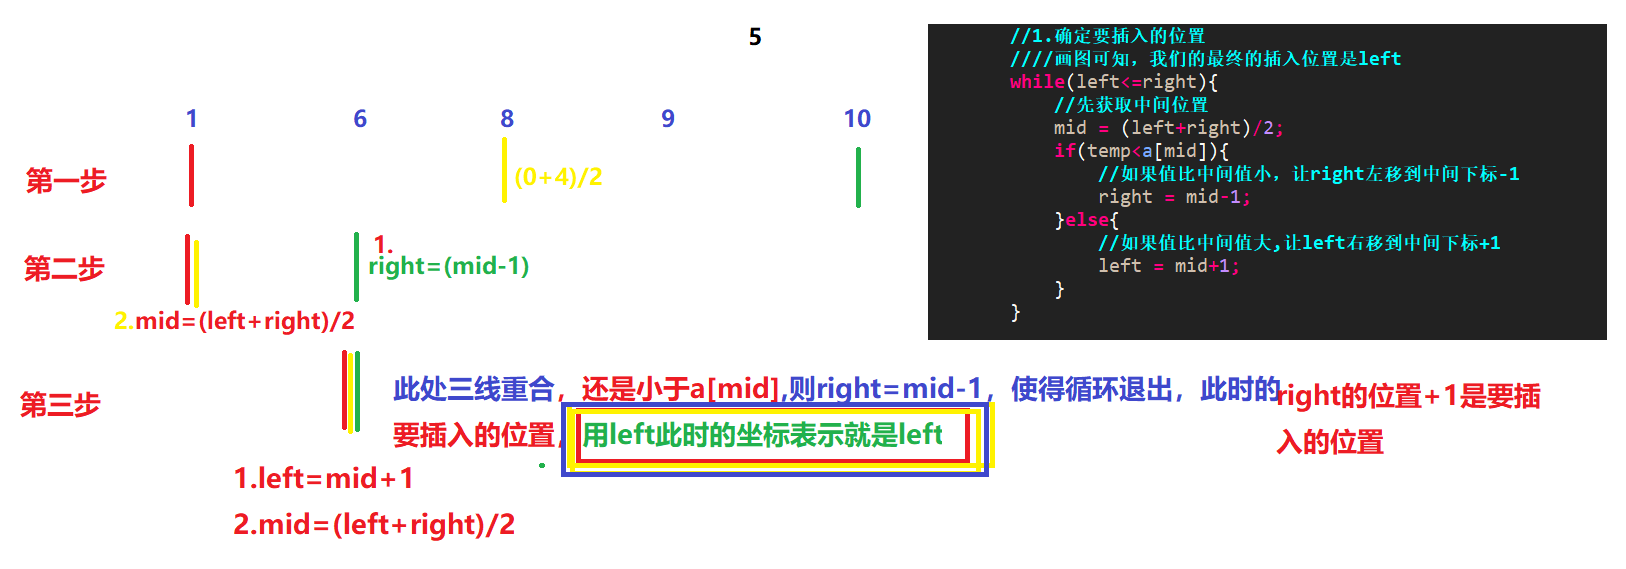 5
//1.确定要插入的位置
////画图可知，我们的最终的插入位置是left
while(left<=right){
//先获取中间位置
mid = (left+right)/2;
if(temp<a[mid]){
//如果值比中间值小，让right左移到中间下标-1
right = mid-1;
}else{
//如果值比中间值大,让left右移到中间下标+1
left = mid+1;
}
}
1 6 8 9 10
第一步
(0+4)/2
第二步
1.
right=(mid-1)
2.mid=(left+right)/2
第三步
此处三线重合，还是小于a[mid],则right=mid-1，使得循环退出，此时的right的位置+1是要插
要插入的位置，用left此时的坐标表示就是left
入的位置
1.left=mid+1
2.mid=(left+right)/2